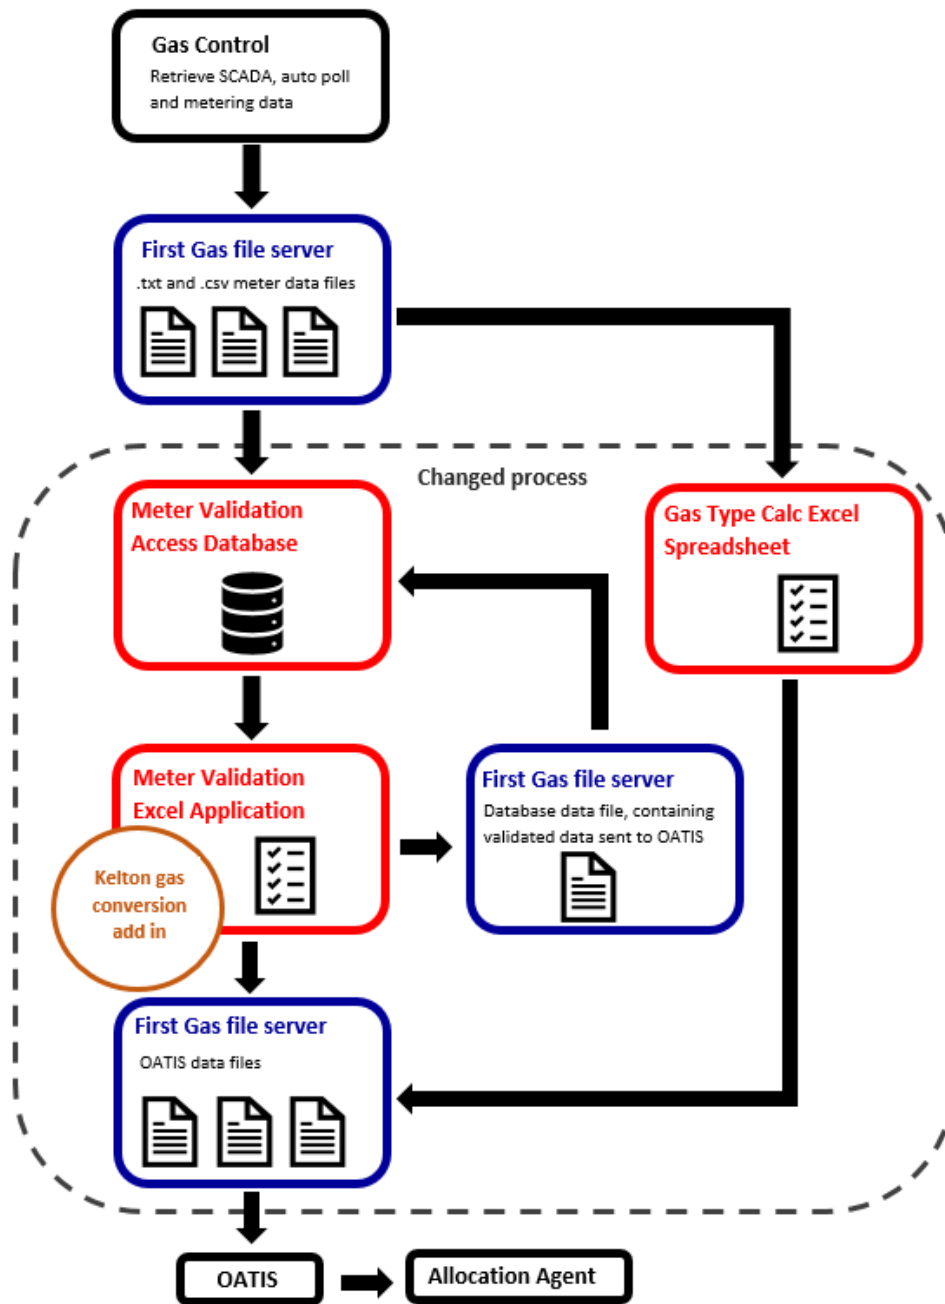 Gas Control
Retrieve SCADA, auto poll
and metering data
First Gas file server
.txt and .csv meter data files
Changed process
Meter Validation
Access Database
Gas Type Calc Excel
Spreadsheet
Meter Validation
Excel Application
First Gas file server
Database data file, containing
validated data sent to OATIS
Kelton gas
conversion
add in
First Gas file server
OATIS data files
OATIS
Allocation Agent